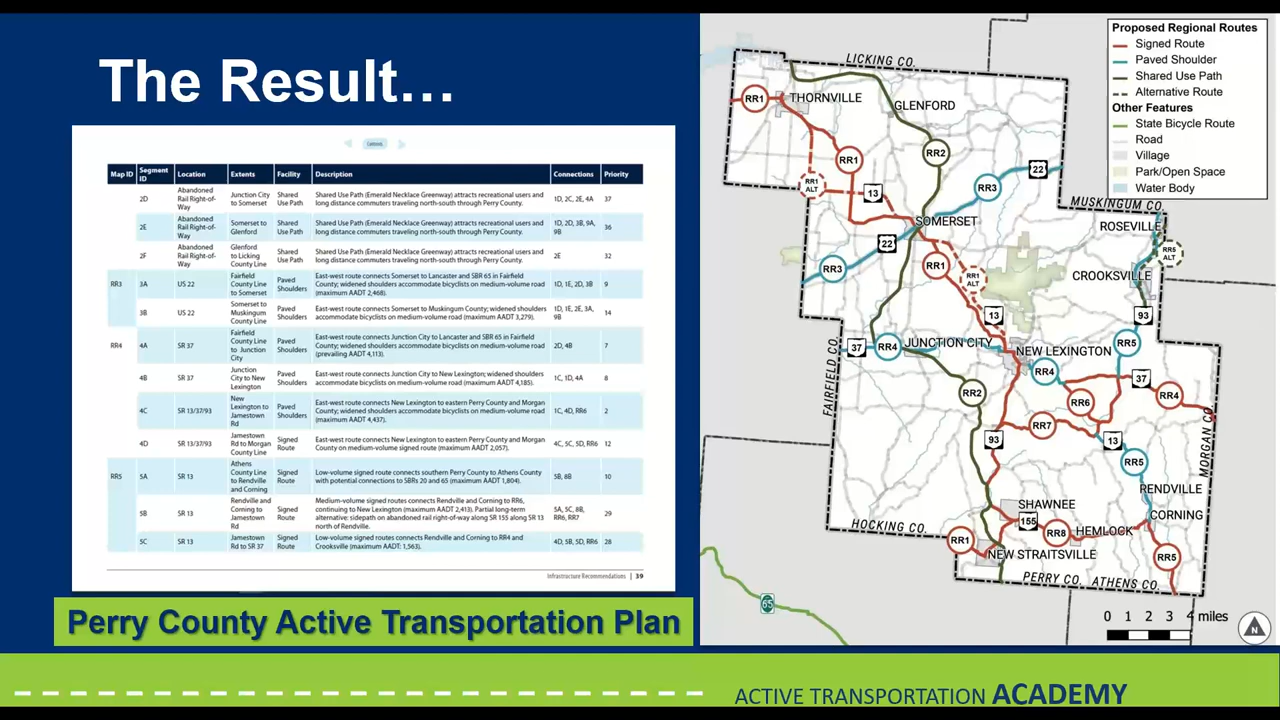 The Result...
Contents
Map ID Segment ID Location Extents Facility Description Connections Priority
2D Abandoned Rail Right-of-Way Junction City to Somerset Shared Use Path Shared Use Path (Emerald Necklace Greenway) attracts recreational users and long distance commuters traveling north-south through Perry County. 1D, 2C, 2E, 4A 37
2E Abandoned Rail Right-of-Way Somerset to Glenford Shared Use Path Shared Use Path (Emerald Necklace Greenway) attracts recreational users and long distance commuters traveling north-south through Perry County. 1D, 2D, 3B, 9A, 9B 36
2F Abandoned Rail Right-of-Way Glenford to Licking County Line Shared Use Path Shared Use Path (Emerald Necklace Greenway) attracts recreational users and long distance commuters traveling north-south through Perry County. 2E 32
RR3 3A US 22 Fairfield County Line to Somerset Paved Shoulders East-west route connects Somerset to Lancaster and SBR 65 in Fairfield County; widened shoulders accommodate bicyclists on medium-volume road (maximum AADT 2,468). 1D, 1E, 2D, 3B 9
3B US 22 Somerset to Muskingum County Line Paved Shoulders East-west route connects Somerset to Muskingum County; widened shoulders accommodate bicyclists on medium-volume road (maximum AADT 3,279). 1D, 1E, 2E, 3A, 9B 14
RR4 4A SR 37 Fairfield County Line to Junction City Paved Shoulders East-west route connects Junction City to Lancaster and SBR 65 in Fairfield County; widened shoulders accommodate bicyclists on medium-volume road (prevailing AADT 4,113). 2D, 4B 7
4B SR 37 Junction City to New Lexington Paved Shoulders East-west route connects Junction City to New Lexington; widened shoulders accommodate bicyclists on medium-volume road (maximum AADT 4,185). 1C, 1D, 4A 8
4C SR 13/37/93 New Lexington to Jamestown Rd Paved Shoulders East-west route connects New Lexington to eastern Perry County and Morgan County; widened shoulders accommodate bicyclists on medium-volume road (maximum AADT 4,437). 1C, 4D, RR6 2
4D SR 13/37/93 Jamestown Rd to Morgan County Line Signed Route East-west route connects New Lexington to eastern Perry County and Morgan County on medium-volume signed route (maximum AADT 2,057). 4C, 5C, 5D, RR6 12
RR5 5A SR 13 Athens County Line to Rendville and Corning Signed Route Low-volume signed route connects southern Perry County to Athens County with potential connections to SBRs 20 and 65 (maximum AADT 1,804). 5B, 8B 10
5B SR 13 Rendville and Corning to Jamestown Rd Signed Route Medium-volume signed routes connects Rendville and Corning to RR6, continuing to New Lexington (maximum AADT 2,413). Partial long-term alternative: sidepath on abandoned rail right-of-way along SR 155 along SR 13 north of Rendville. 5A, 5C, 8B, RR6, RR7 29
5C SR 13 Jamestown Rd to SR 37 Signed Route Low-volume signed routes connects Rendville and Corning to RR4 and Crooksville (maximum AADT: 1,563). 4D, 5B, 5D, RR6 28
Infrastructure Recommendations | 39
Perry County Active Transportation Plan
ACTIVE TRANSPORTATION ACADEMY
Proposed Regional Routes
Signed Route
Paved Shoulder
Shared Use Path
Alternative Route
Other Features
State Bicycle Route
Road
Village
Park/Open Space
Water Body
LICKING CO.
RR1 THORNVILLE
GLENFORD
RR1 RR2
22
RR1 ALT 13 RR3
MUSKINGUM CO.
SOMERSET
ROSEVILLE
22
RR5 ALT
RR3 RR1
RR1 ALT
CROOKSVILLE
13 93
37 RR4 JUNCTION CITY
RR5
NEW LEXINGTON
RR4
37
FAIRFIELD CO.
RR2 RR6 RR4
RR7
MORGAN CO.
93 13
RR5
RENDVILLE
SHAWNEE
CORNING
155
HOCKING CO.
RR8 HEMLOCK
RR1
NEW STRAITSVILLE
RR5
PERRY CO. ATHENS CO.
65
0 1 2 3 4 miles
N